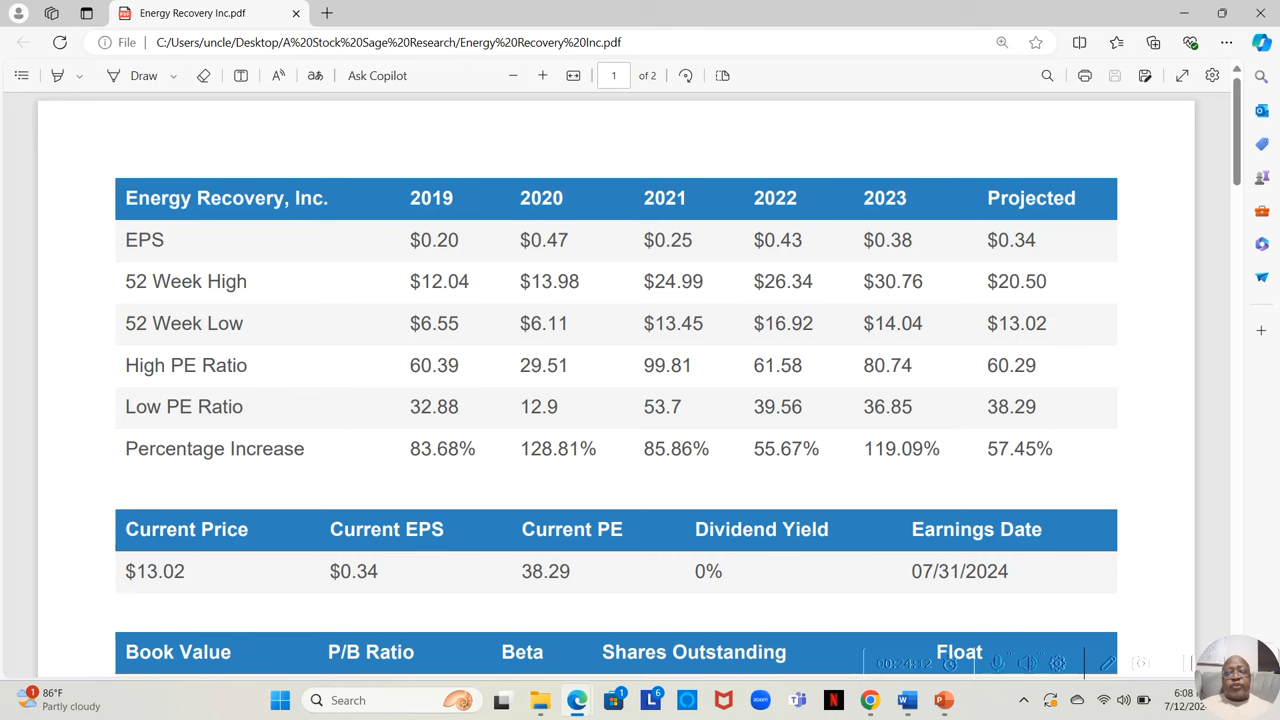 Energy Recovery Inc.pdf
File C:/Users/uncle/Desktop/A%20Stock%20Sage%20Research/Energy%20Recovery%20Inc.pdf
Draw Ask Copilot 1 of 2
Energy Recovery, Inc. 2019 2020 2021 2022 2023 Projected
EPS $0.20 $0.47 $0.25 $0.43 $0.38 $0.34
52 Week High $12.04 $13.98 $24.99 $26.34 $30.76 $20.50
52 Week Low $6.55 $6.11 $13.45 $16.92 $14.04 $13.02
High PE Ratio 60.39 29.51 99.81 61.58 80.74 60.29
Low PE Ratio 32.88 12.9 53.7 39.56 36.85 38.29
Percentage Increase 83.68% 128.81% 85.86% 55.67% 119.09% 57.45%
Current Price Current EPS Current PE Dividend Yield Earnings Date
$13.02 $0.34 38.29 0% 07/31/2024
Book Value P/B Ratio Beta Shares Outstanding Float
00:24:12
86°F
Partly cloudy
Search
6:08
7/12/202